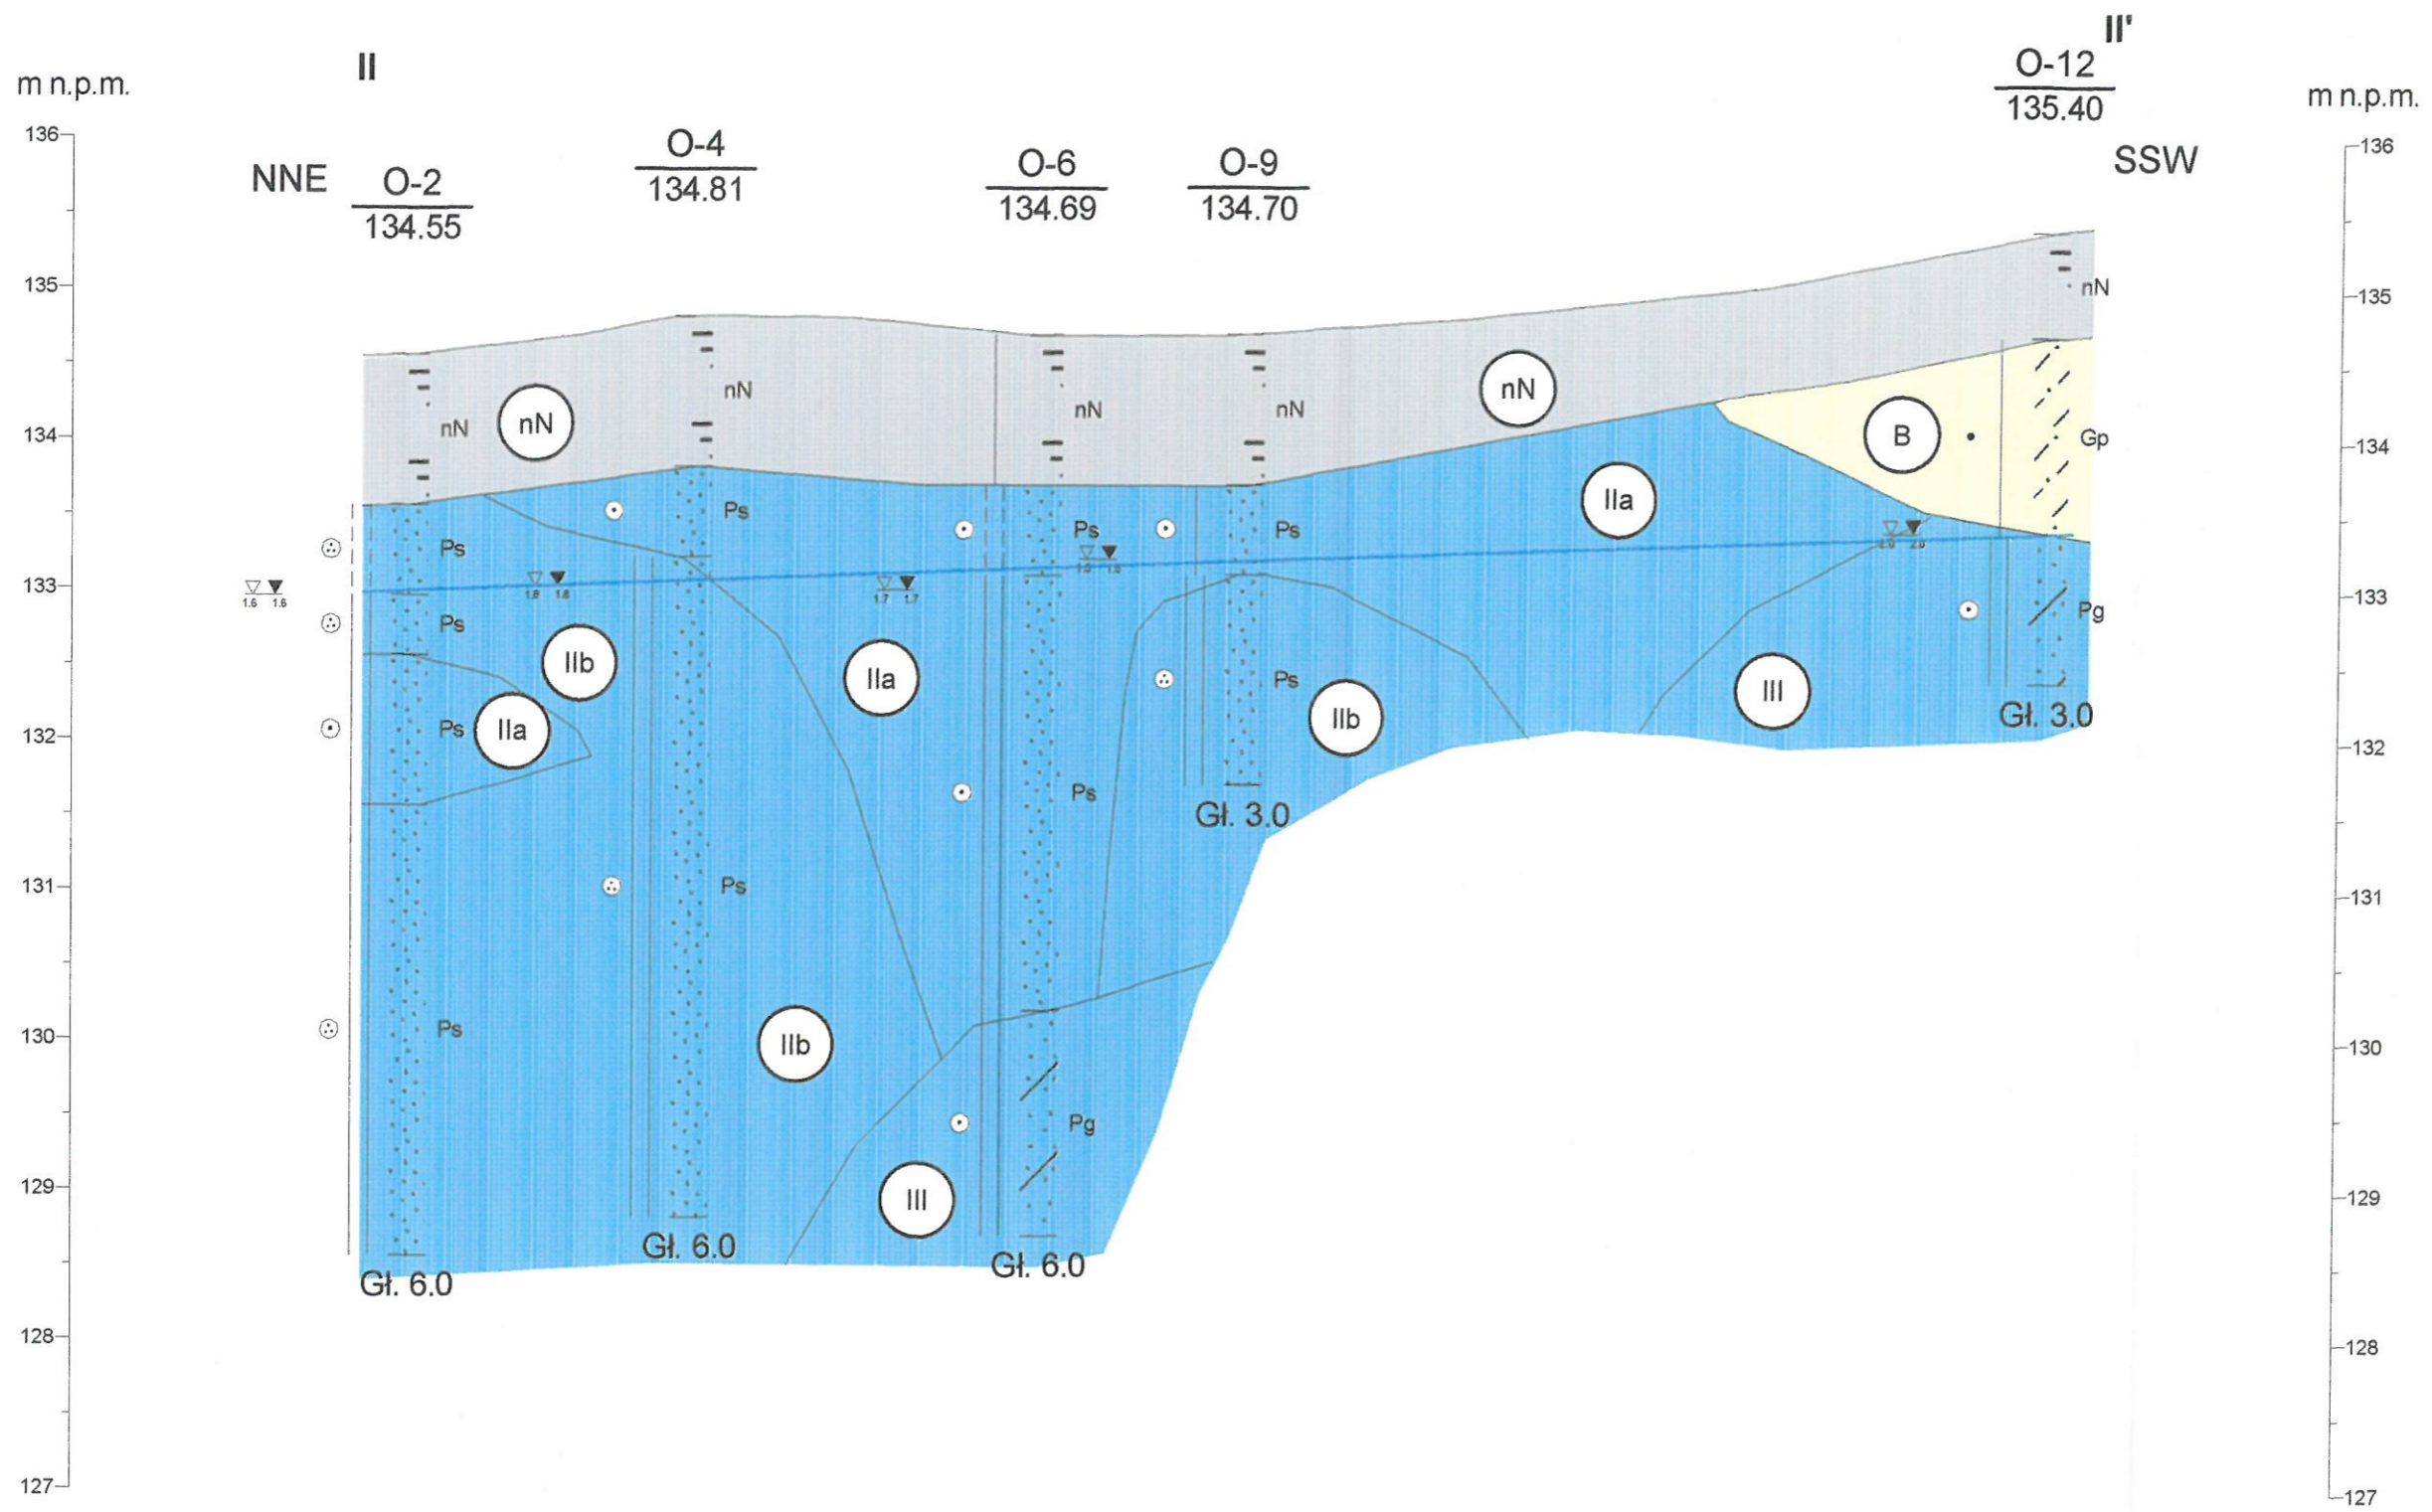 II
II'
m n.p.m.
m n.p.m.
O-12
135.40
136
136
O-4
134.81
NNE
O-2
134.55
O-6
134.69
O-9
134.70
SSW
135
135
nN
nN
nN
nN
nN
nN
nN
134
134
B
Gp
IIa
Ps
Ps
Ps
Ps
133
133
1.6 1.6
1.7 1.7
Ps
Pg
IIb
IIa
III
Ps
IIb
Gł. 3.0
132
132
Ps
IIa
Ps
Gł. 3.0
131
131
Ps
130
130
Ps
IIb
Pg
129
129
III
Gł. 6.0
Gł. 6.0
Gł. 6.0
128
128
127
127